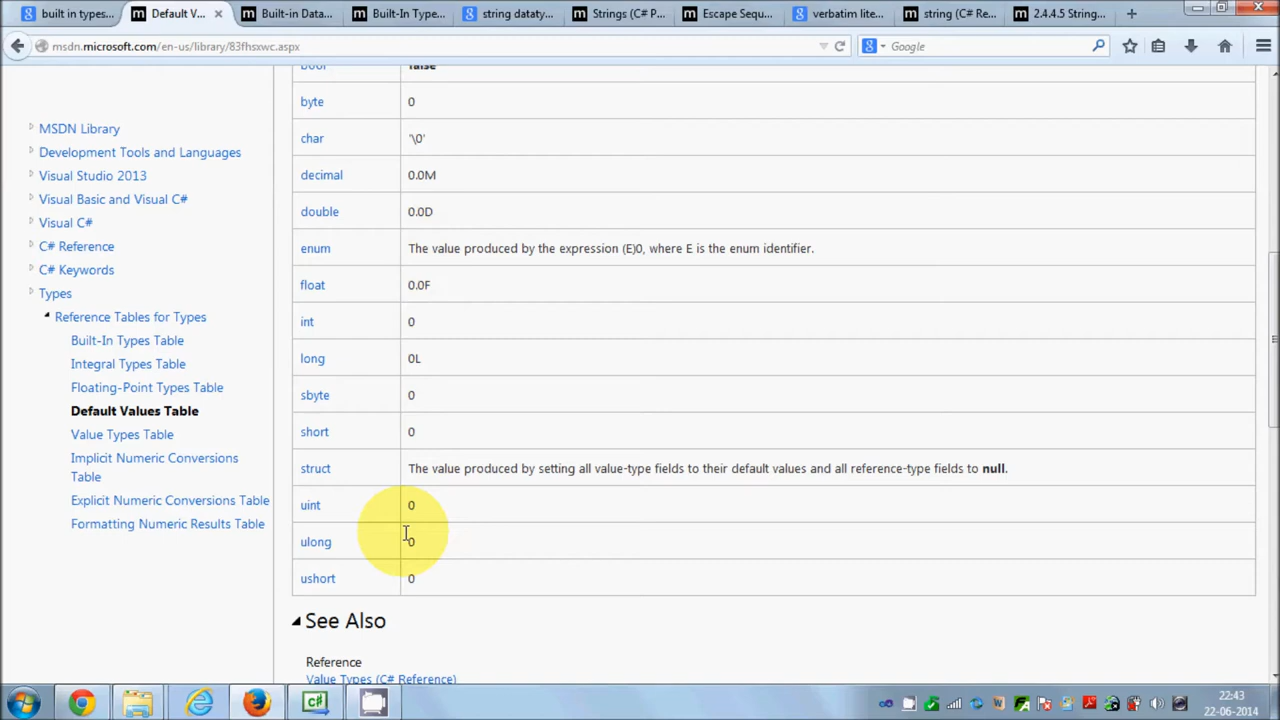 built in types...
Default V...
Built-in Data...
Built-In Type...
string dataty...
Strings (C# P...
Escape Sequ...
verbatim lite...
string (C# Re...
2.4.4.5 String...
msdn.microsoft.com/en-us/library/83fhsxwc.aspx
Google
MSDN Library
Development Tools and Languages
Visual Studio 2013
Visual Basic and Visual C#
Visual C#
C# Reference
C# Keywords
Types
Reference Tables for Types
Built-In Types Table
Integral Types Table
Floating-Point Types Table
Default Values Table
Value Types Table
Implicit Numeric Conversions
Table
Explicit Numeric Conversions Table
Formatting Numeric Results Table
bool false
byte 0
char '\0'
decimal 0.0M
double 0.0D
enum The value produced by the expression (E)0, where E is the enum identifier.
float 0.0F
int 0
long 0L
sbyte 0
short 0
struct The value produced by setting all value-type fields to their default values and all reference-type fields to null.
uint 0
ulong 0
ushort 0
See Also
Reference
Value Types (C# Reference)
C#
22:43
22-06-2014